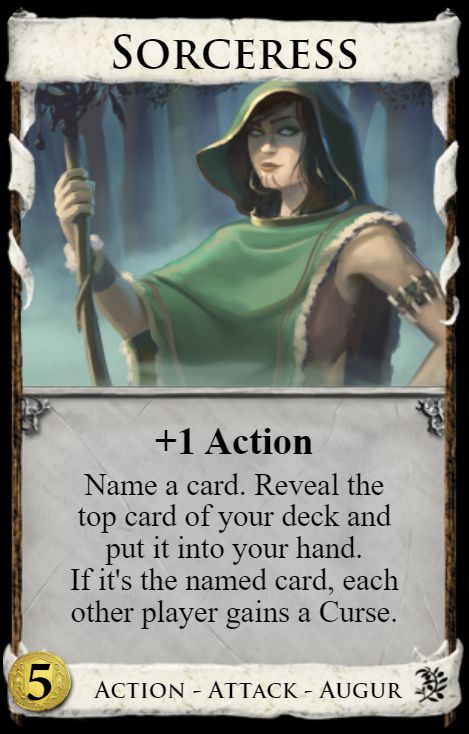 Sorceress
+1 Action
Name a card. Reveal the
top card of your deck and
put it into your hand.
If it's the named card, each
other player gains a Curse.
5
Action - Attack - Augur